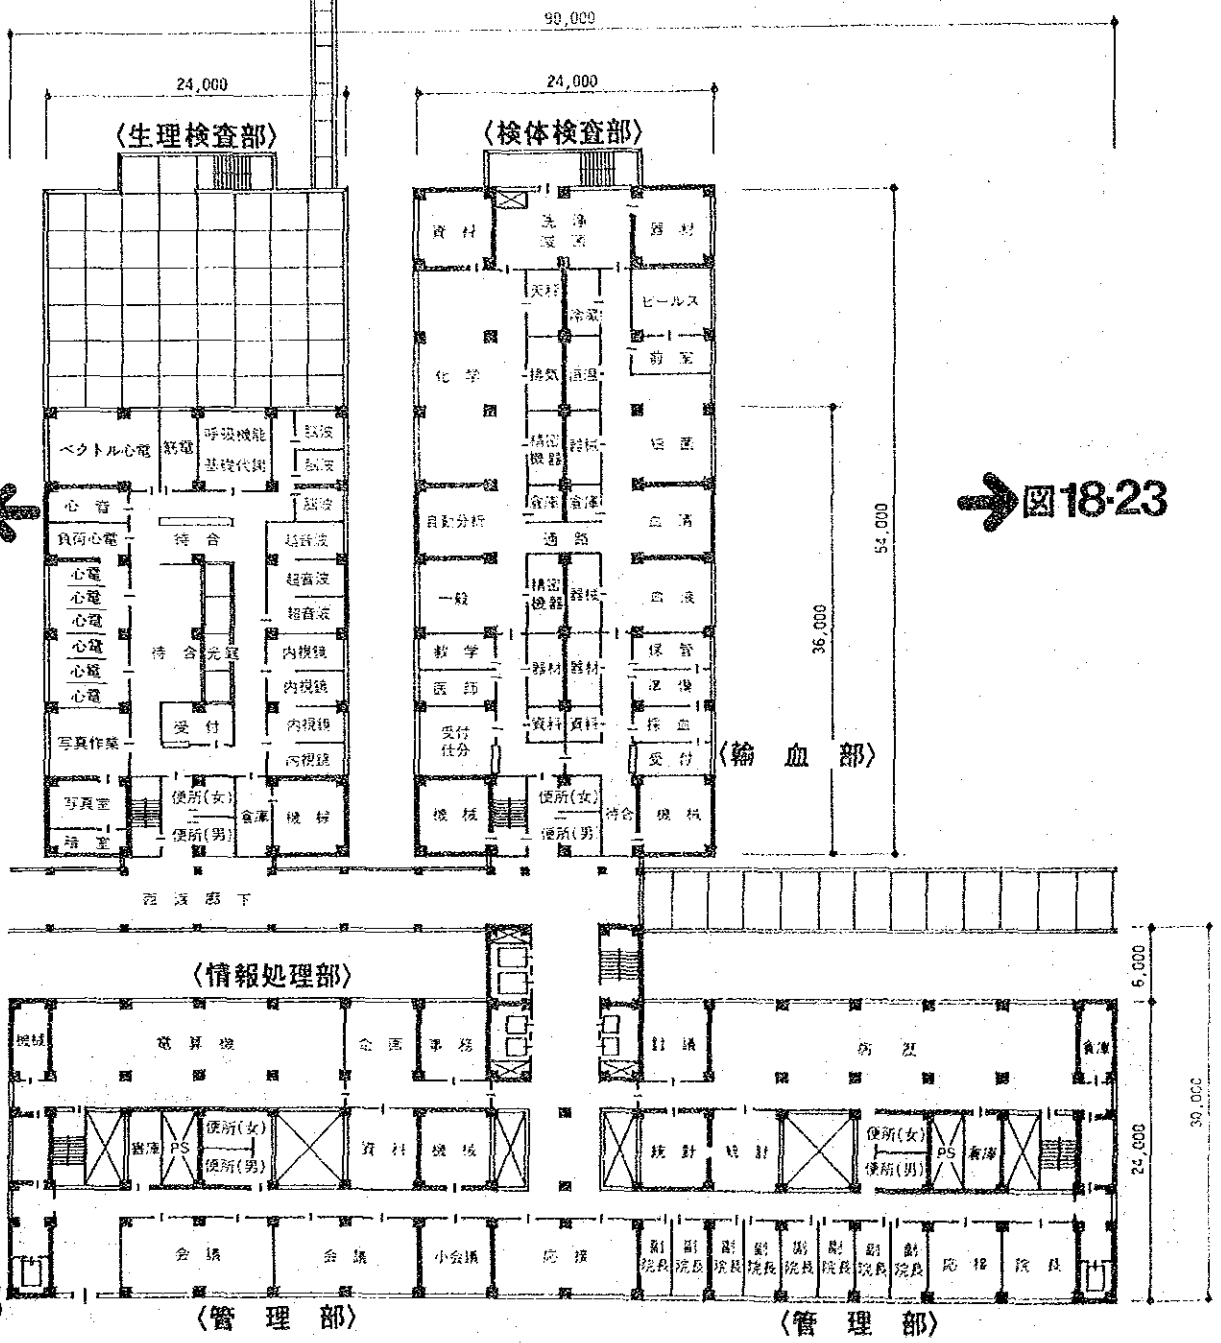 90,000
24,000
24,000
〈生理検査部〉
〈検体検査部〉
資料
洗浄
滅菌
器材
天秤
冷蔵
ビールス
前室
化学
排気
恒温
ベクトル心電
筋電
呼吸機能
基礎代謝
脳波
脳波
脳波
精密
機器
器械
細菌
心音
負荷心電
待合
倉庫
倉庫
自動分析
血清
通路
超音波
超音波
超音波
心電
心電
心電
心電
心電
心電
待合
光庭
一般
精密
機器
器械
血液
内視鏡
内視鏡
内視鏡
内視鏡
数学
医師
器材
器材
保管
準備
受付
写真作業
受付
仕分
資料
資料
採血
受付
〈輸血部〉
写真室
暗室
便所(女)
便所(男)
倉庫
機械
機械
便所(女)
便所(男)
待合
機械
54,000
36,000
図18·23
西渡廊下
〈情報処理部〉
6,000
24,000
30,000
機械
電算機
企画
事務
計議
病歴
倉庫
倉庫
PS
便所(女)
便所(男)
資料
機械
統計
統計
便所(女)
便所(男)
PS
倉庫
会議
会議
小会議
応接
副
院長
副
院長
副
院長
副
院長
副
院長
副
院長
副
院長
副
院長
応接
院長
〈管理部〉
〈管理部〉